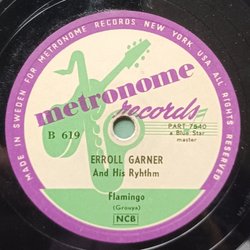 MADE IN SWEDEN FOR METRONOME RECORDS NEW YORK USA ALL RIGHTS RESERVED
metronome
records
B 619
PART 7540
a Blue Star
master
ERROLL GARNER
And His Ryhthm
Flamingo
(Grouya)
NCB